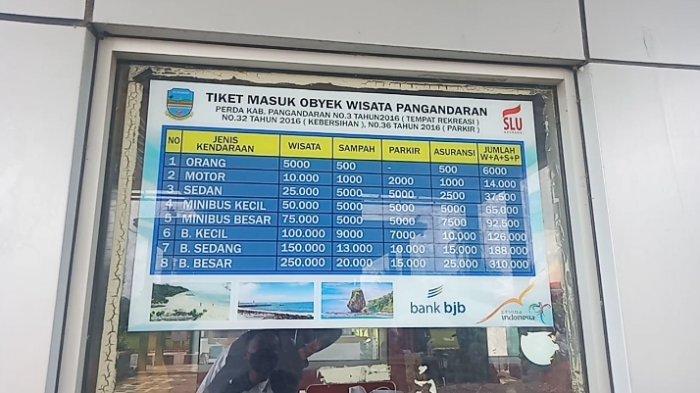 TIKET MASUK OBYEK WISATA PANGANDARAN
PERDA KAB. PANGANDARAN NO.3 TAHUN2016 ( TEMPAT REKREASI )
NO.32 TAHUN 2016 ( KEBERSIHAN ), NO.36 TAHUN 2016 ( PARKIR )
SLU
NO JENIS KENDARAAN WISATA SAMPAH PARKIR ASURANSI JUMLAH W+A+S+P
1 ORANG 5000 500 - 500 6000
2 MOTOR 10.000 1000 2000 1000 14.000
3 SEDAN 25.000 5000 5000 2500 37.500
4 MINIBUS KECIL 50.000 5000 5000 5000 65.000
5 MINIBUS BESAR 75.000 5000 5000 7500 92.500
6 B. KECIL 100.000 9000 7000 10.000 126.000
7 B. SEDANG 150.000 13.000 10.000 15.000 188.000
8 B. BESAR 250.000 20.000 15.000 25.000 310.000
bank bjb
indonesia